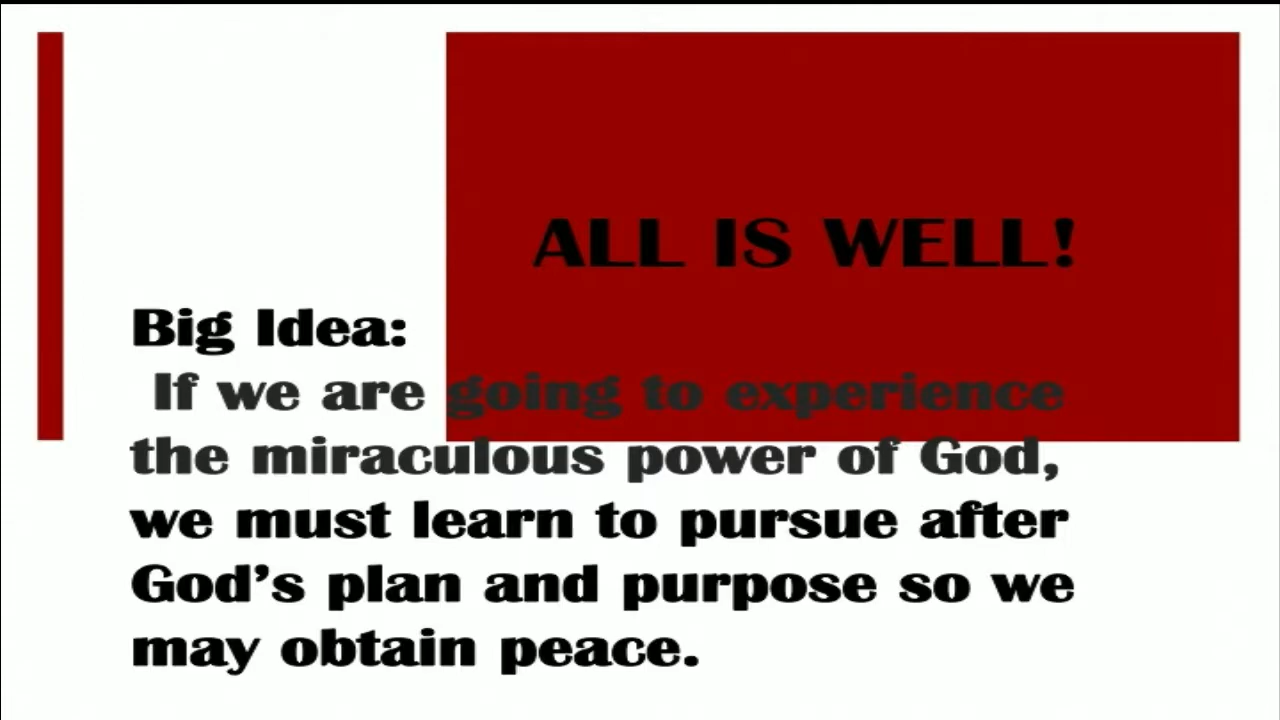 ALL IS WELL!
Big Idea:
If we are going to experience
the miraculous power of God,
we must learn to pursue after
God’s plan and purpose so we
may obtain peace.